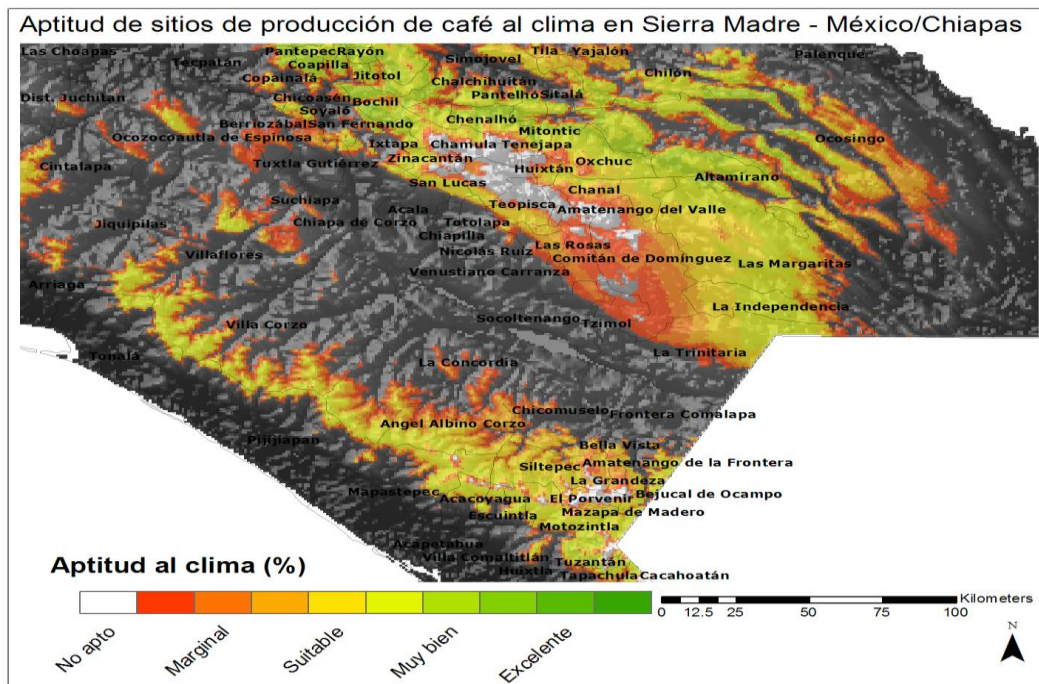 Aptitud de sitios de producción de café al clima en Sierra Madre - México/Chiapas
Las Choapas
Tecpatán
Pantepec Rayón
Coapilla
Copainalá
Jitotol
Simojovel
Tila Yajalón
Palenque
Chilón
Dist. Juchitan
Chalchihuitán
Pantelhó Sitalá
Chicoasén
Bochil
Soyaló
Berriozábal San Fernando
Chenalhó
Mitontic
Ocosingo
Ocozocoautla de Espinosa
Ixtapa
Chamula Tenejapa
Cintalapa
Tuxtla Gutiérrez
Zinacantán
Huixtán
Oxchuc
Altamirano
San Lucas
Chanal
Suchiapa
Acala
Teopisca
Amatenango del Valle
Jiquipilas
Chiapa de Corzo
Totolapa
Chiapilla
Las Rosas
Villaflores
Nicolás Ruíz
Comitán de Domínguez
Las Margaritas
Venustiano Carranza
Arriaga
La Independencia
Villa Corzo
Socoltenango
Tzimol
Tonalá
La Concordia
La Trinitaria
Chicomuselo
Frontera Comalapa
Angel Albino Corzo
Pijijiapan
Bella Vista
Siltepec
Amatenango de la Frontera
La Grandeza
Mapastepec
Acacoyagua
El Porvenir
Bejucal de Ocampo
Escuintla
Mazapa de Madero
Motozintla
Acapetahua
Villa Comaltitlán
Huixtla
Tuzantán
Tapachula Cacahoatán
Aptitud al clima (%)
No apto
Marginal
Suitable
Muy bien
Excelente
Kilometers
0 12.5 25 50 75 100
N